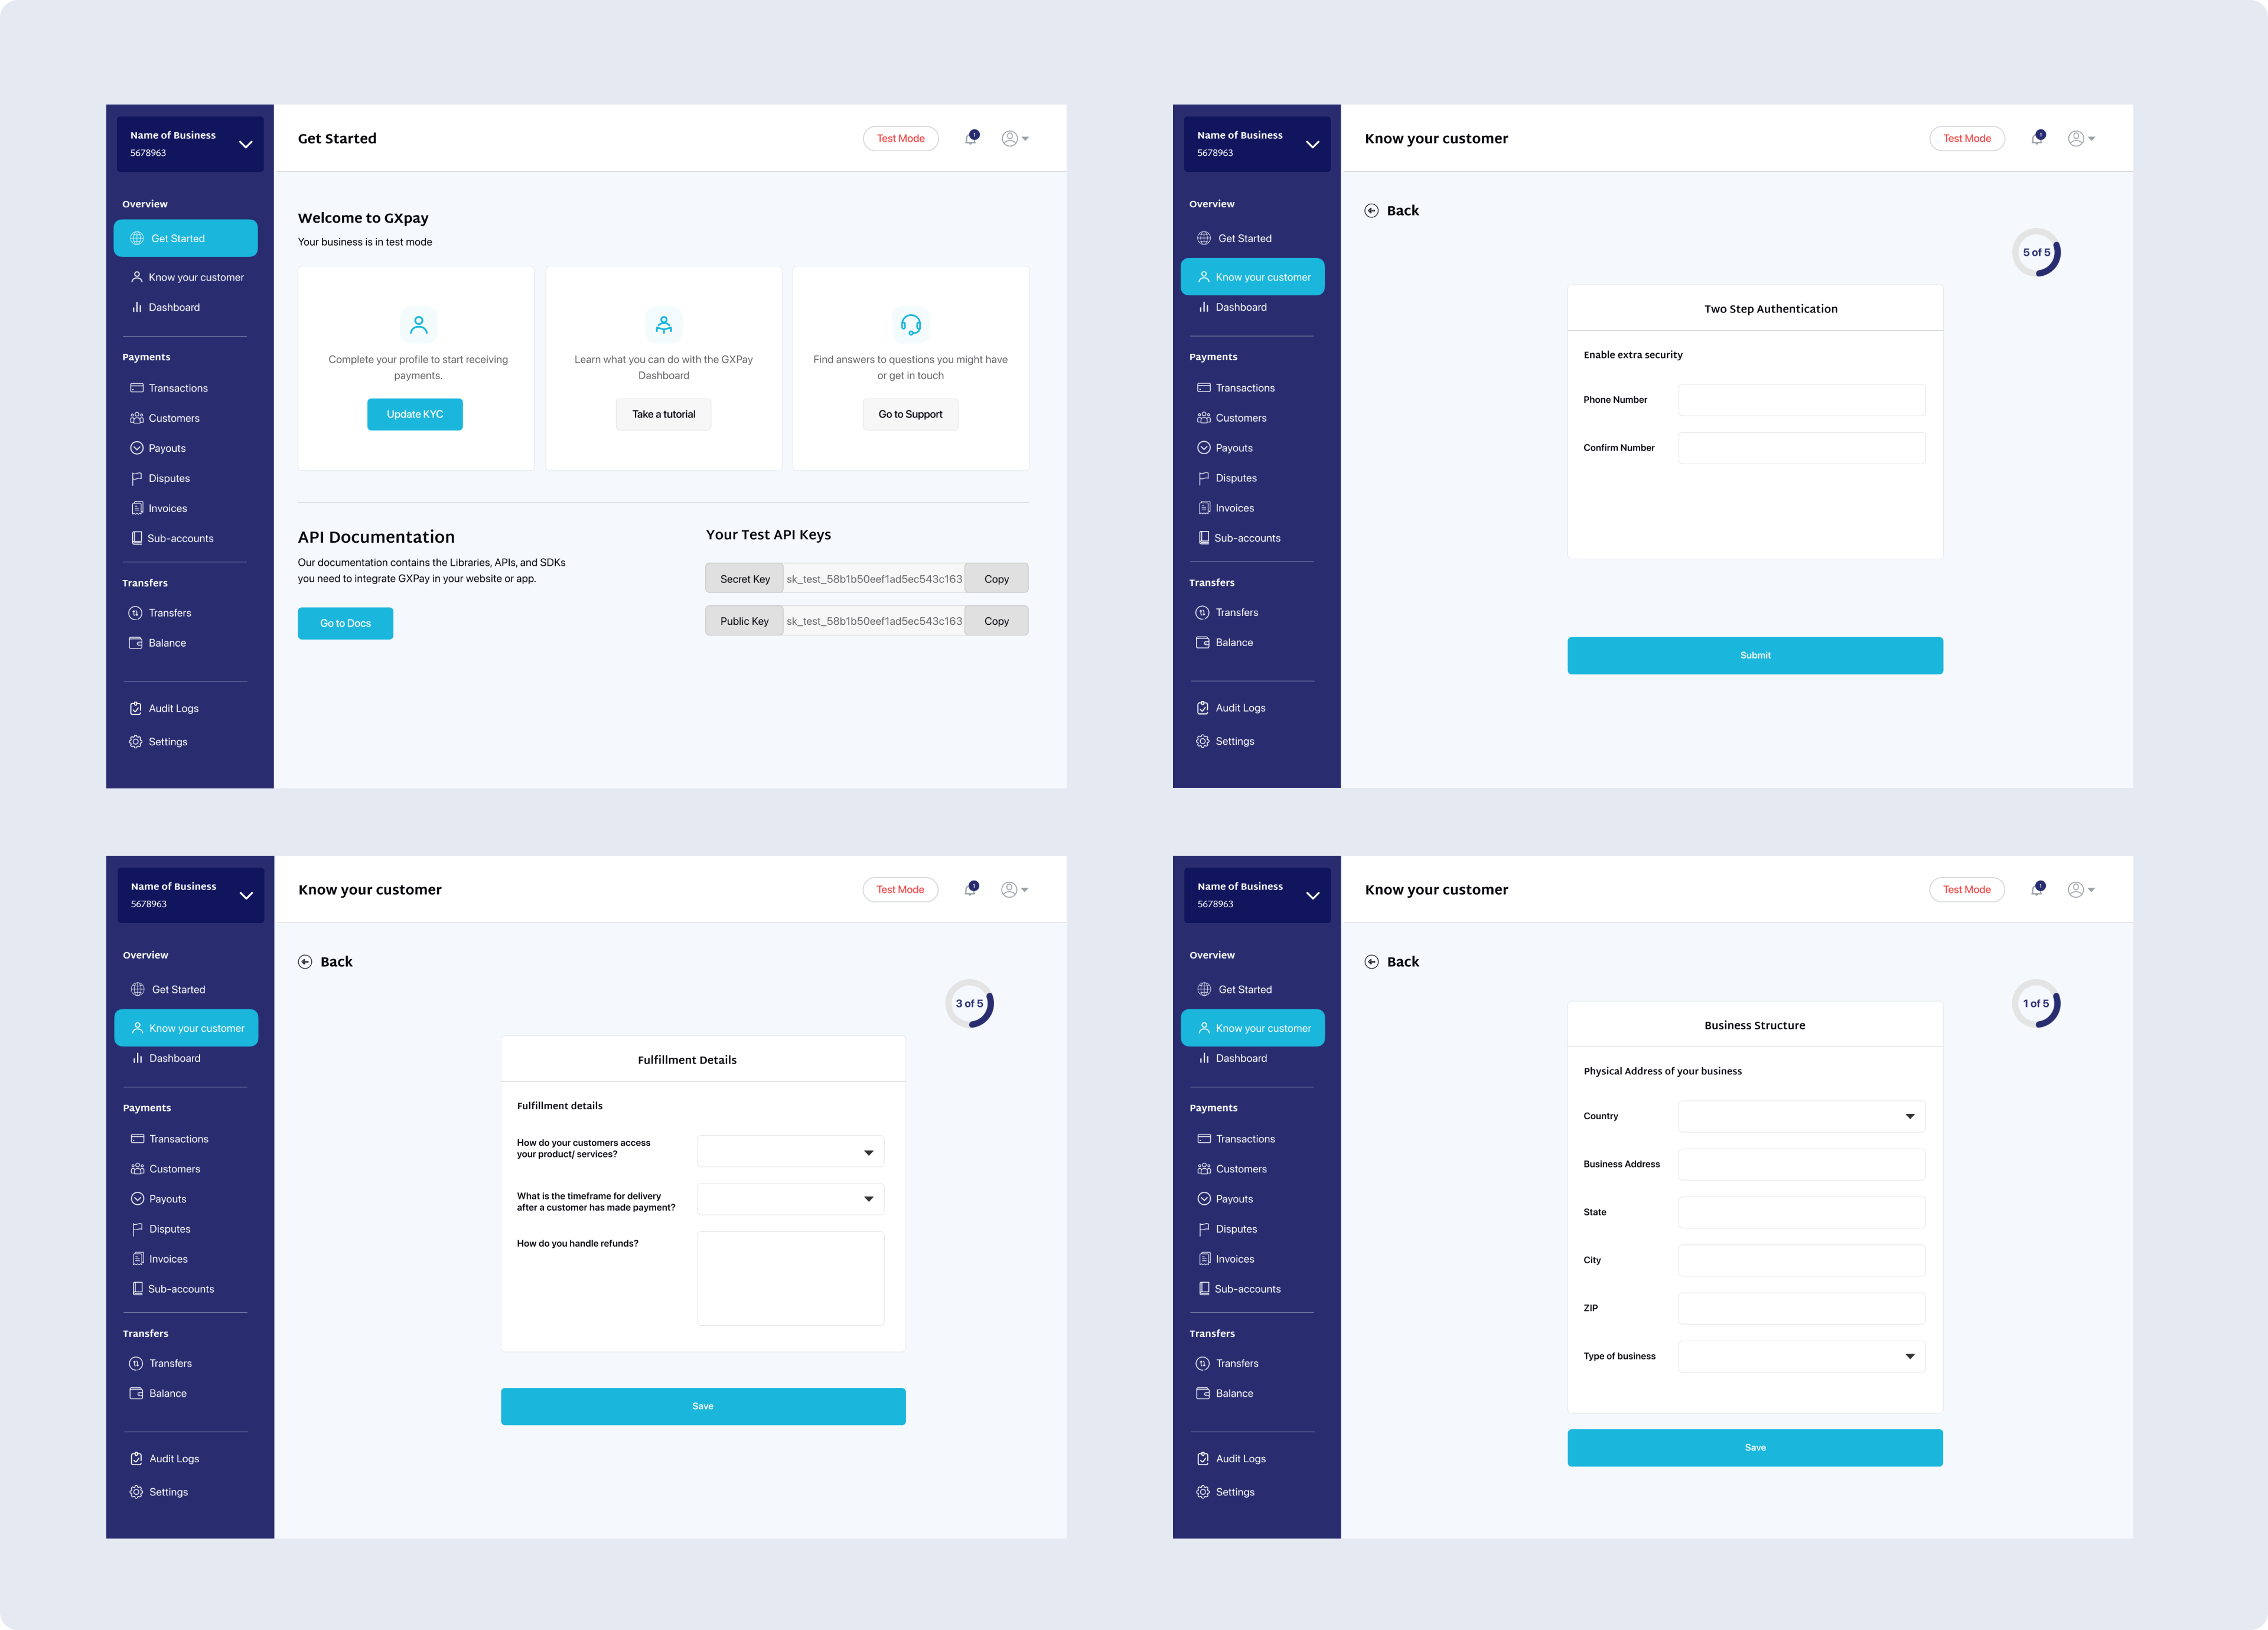 Name of Business
5678963
Overview
Get Started
Know your customer
Dashboard
Payments
Transactions
Customers
Payouts
Disputes
Invoices
Sub-accounts
Transfers
Transfers
Balance
Audit Logs
Settings
Get Started
Test Mode
1
Welcome to GXpay
Your business is in test mode
Complete your profile to start receiving
payments.
Update KYC
Learn what you can do with the GXPay
Dashboard
Take a tutorial
Find answers to questions you might have
or get in touch
Go to Support
API Documentation
Our documentation contains the Libraries, APIs, and SDKs
you need to integrate GXPay in your website or app.
Go to Docs
Your Test API Keys
Secret Key sk_test_58b1b50eef1ad5ec543c163 Copy
Public Key sk_test_58b1b50eef1ad5ec543c163 Copy
Name of Business
5678963
Overview
Get Started
Know your customer
Dashboard
Payments
Transactions
Customers
Payouts
Disputes
Invoices
Sub-accounts
Transfers
Transfers
Balance
Audit Logs
Settings
Know your customer
Test Mode
1
Back
5 of 5
Two Step Authentication
Enable extra security
Phone Number
Confirm Number
Submit
Name of Business
5678963
Overview
Get Started
Know your customer
Dashboard
Payments
Transactions
Customers
Payouts
Disputes
Invoices
Sub-accounts
Transfers
Transfers
Balance
Audit Logs
Settings
Know your customer
Test Mode
1
Back
3 of 5
Fulfillment Details
Fulfillment details
How do your customers access
your product/ services?
What is the timeframe for delivery
after a customer has made payment?
How do you handle refunds?
Save
Name of Business
5678963
Overview
Get Started
Know your customer
Dashboard
Payments
Transactions
Customers
Payouts
Disputes
Invoices
Sub-accounts
Transfers
Transfers
Balance
Audit Logs
Settings
Know your customer
Test Mode
1
Back
1 of 5
Business Structure
Physical Address of your business
Country
Business Address
State
City
ZIP
Type of business
Save